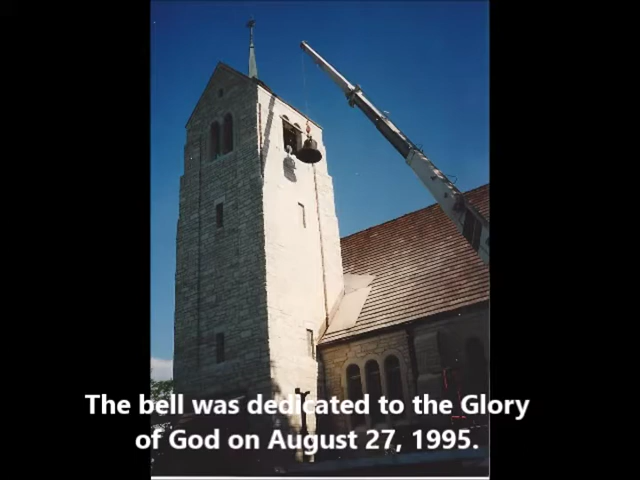 The bell was dedicated to the Glory
of God on August 27, 1995.